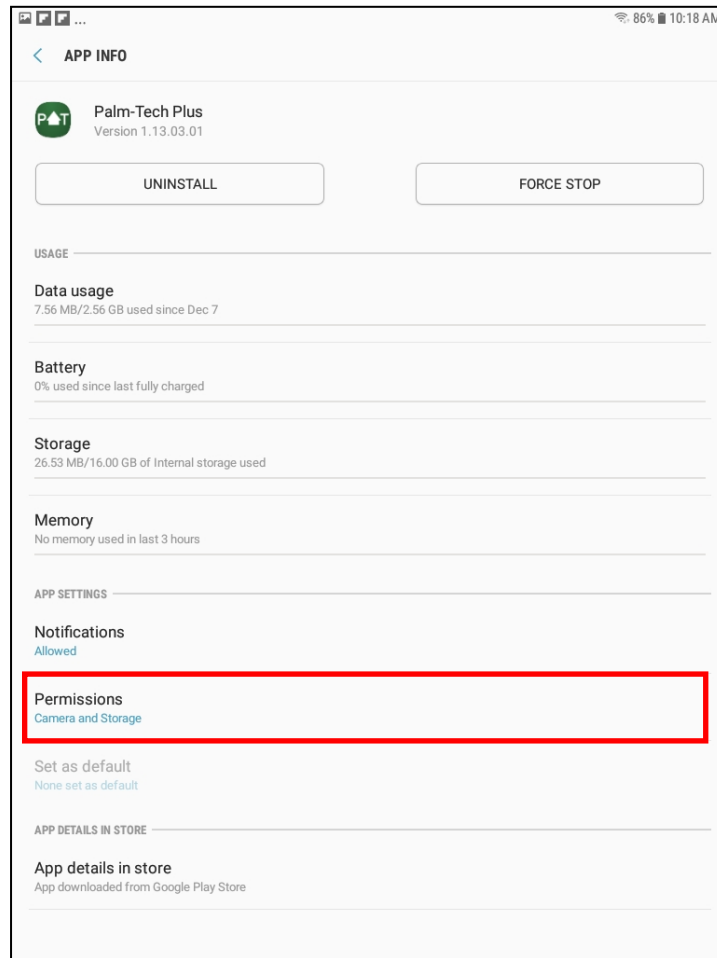 ... 86% 10:18 AM
APP INFO
P T
Palm-Tech Plus
Version 1.13.03.01
UNINSTALL FORCE STOP
USAGE
Data usage
7.56 MB/2.56 GB used since Dec 7
Battery
0% used since last fully charged
Storage
26.53 MB/16.00 GB of Internal storage used
Memory
No memory used in last 3 hours
APP SETTINGS
Notifications
Allowed
Permissions
Camera and Storage
Set as default
None set as default
APP DETAILS IN STORE
App details in store
App downloaded from Google Play Store